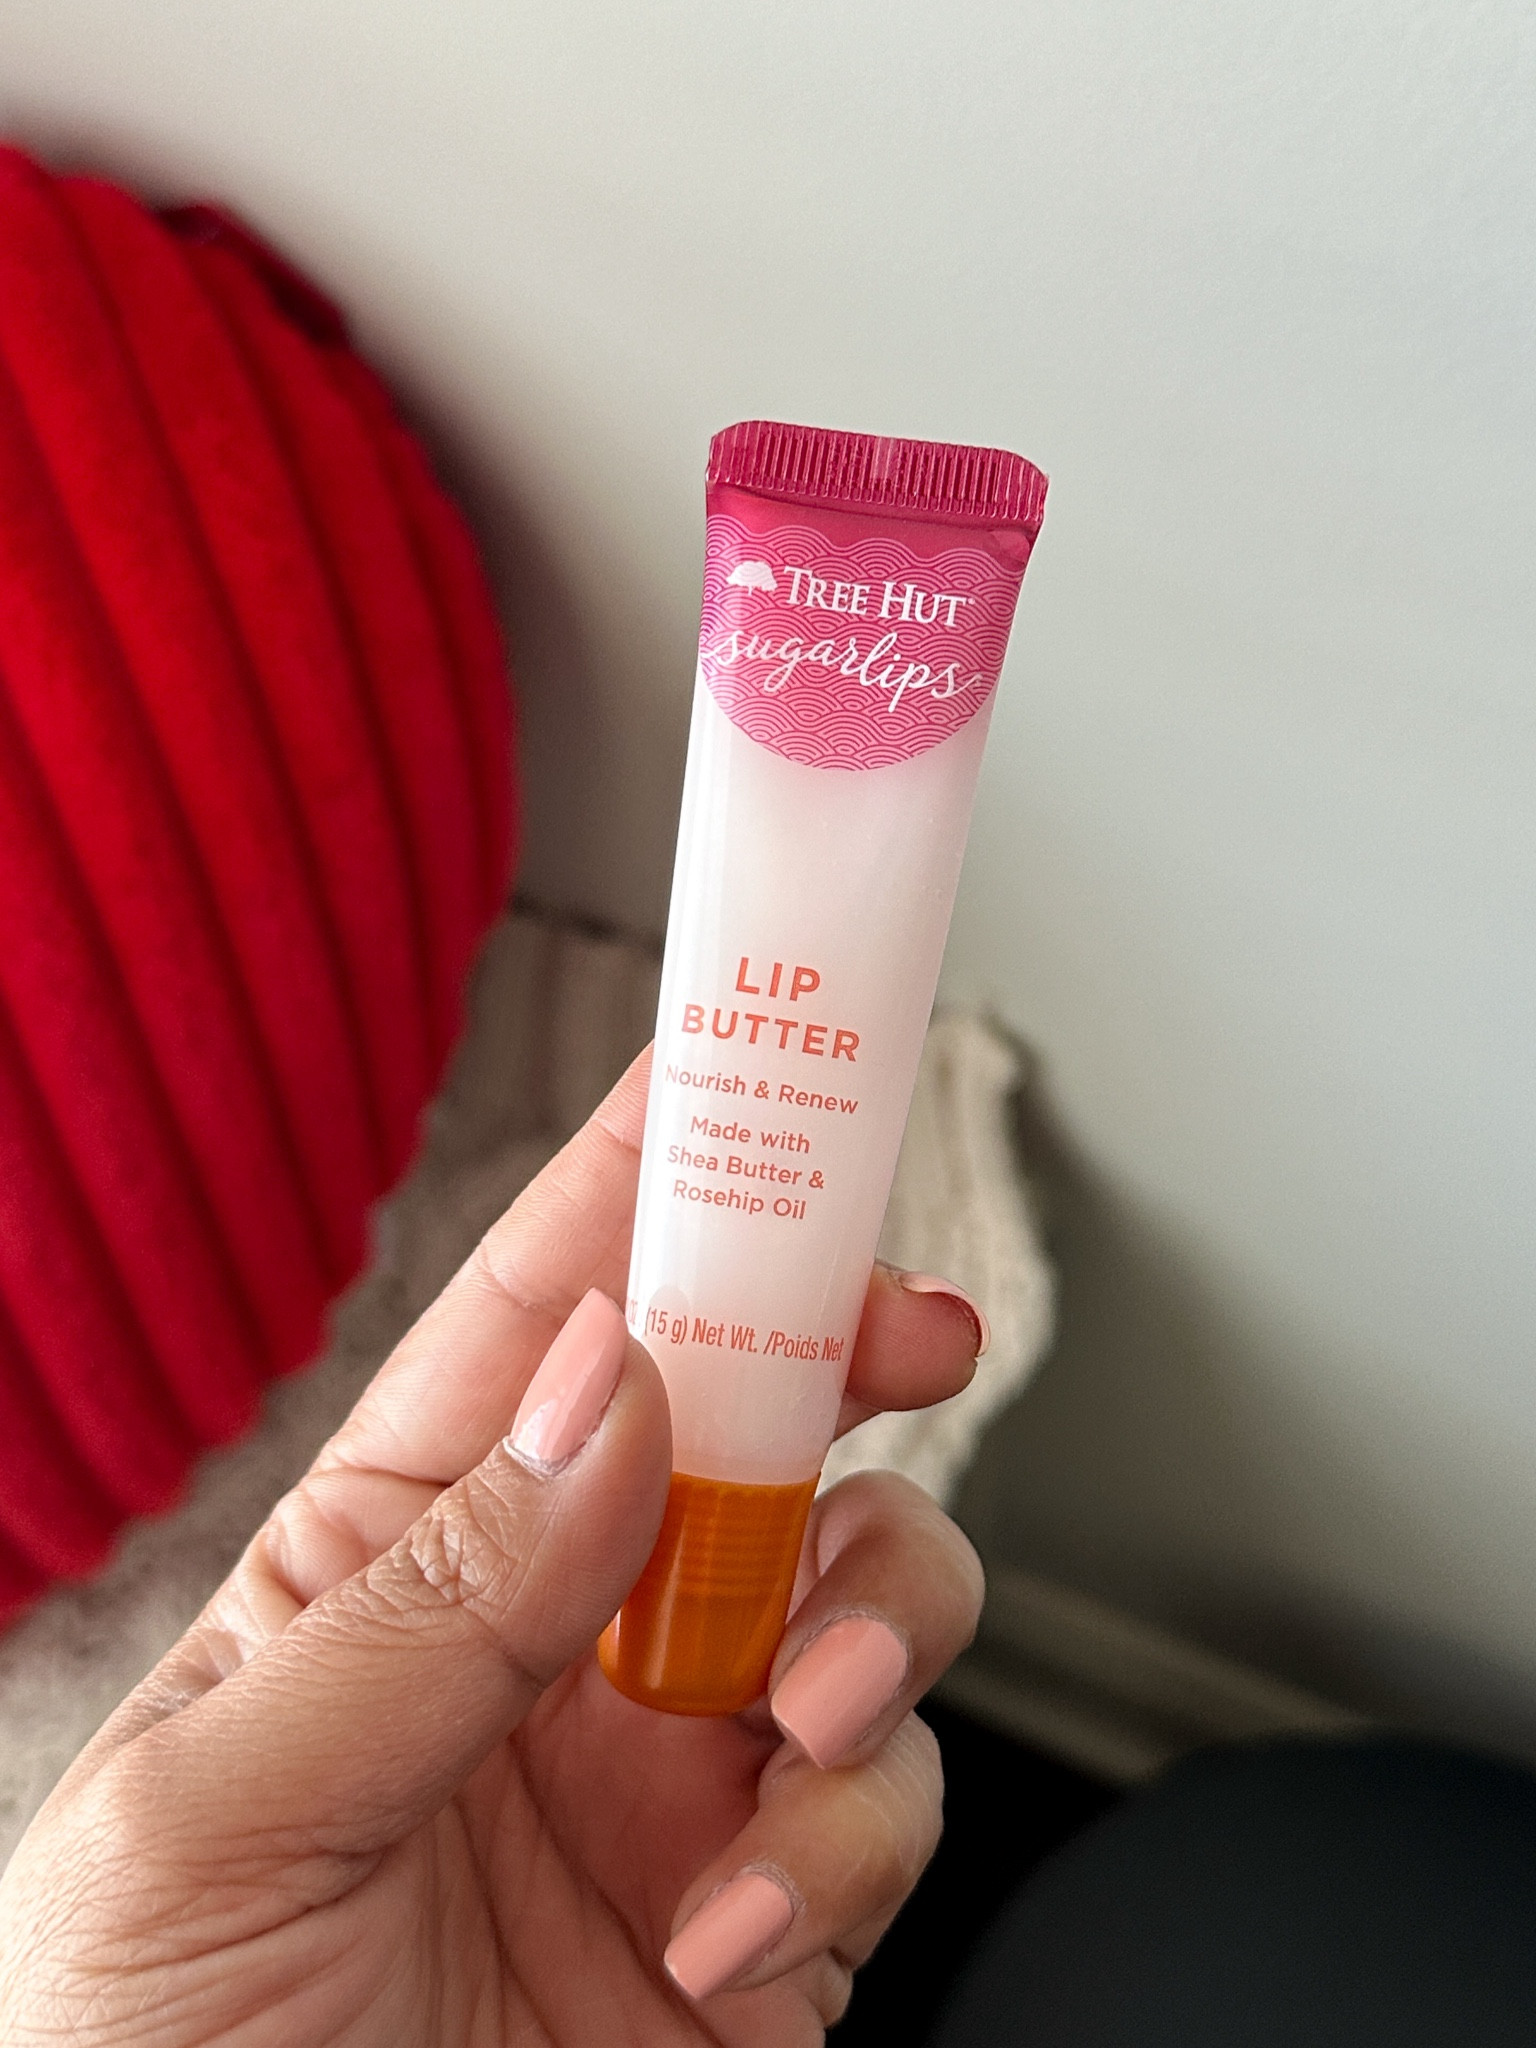 TREE HUT®
sugarlips
LIP
BUTTER
Nourish & Renew
Made with
Shea Butter &
Rosehip Oil
(15 g) Net Wt. /Poids Net